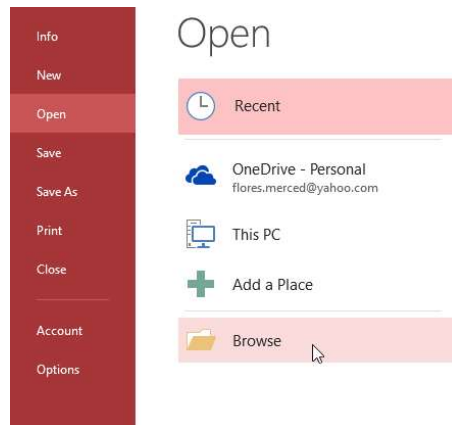 Info
New
Open
Save
Save As
Print
Close
Account
Options
Open
Recent
OneDrive - Personal
flores.merced@yahoo.com
This PC
Add a Place
Browse